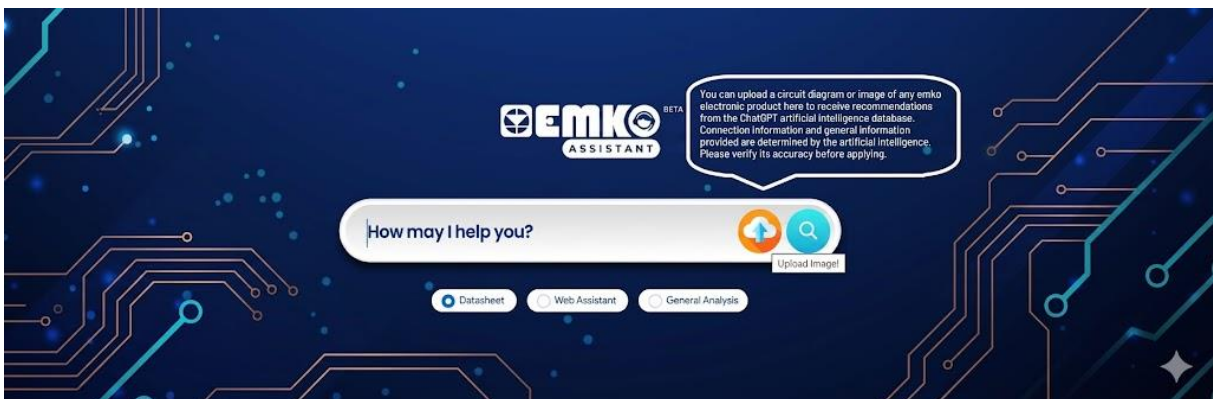 EMKO
BETA
ASSISTANT
You can upload a circuit diagram or image of any emko
electronic product here to receive recommendations
from the ChatGPT artificial intelligence database.
Connection information and general information
provided are determined by the artificial intelligence.
Please verify its accuracy before applying.
How may I help you?
Upload Image!
Datasheet
Web Assistant
General Analysis